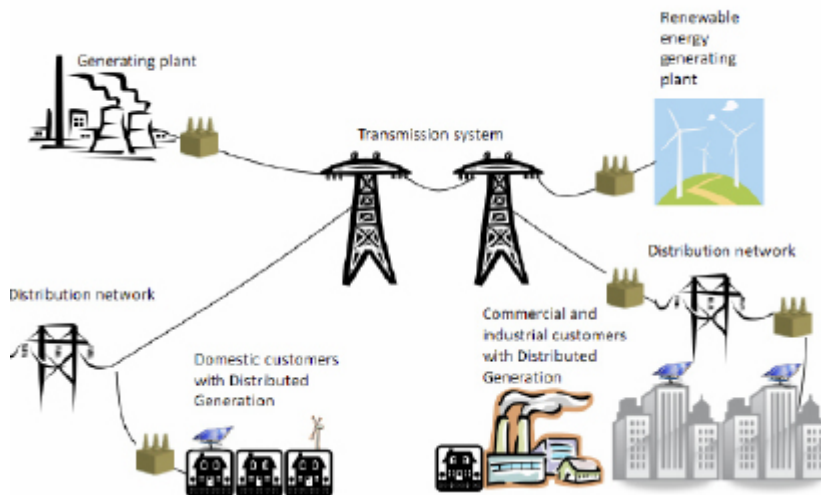 Generating plant
Renewable
energy
generating
plant
Transmission system
Distribution network
Distribution network
Commercial and
industrial customers
with Distributed
Generation
Domestic customers
with Distributed
Generation